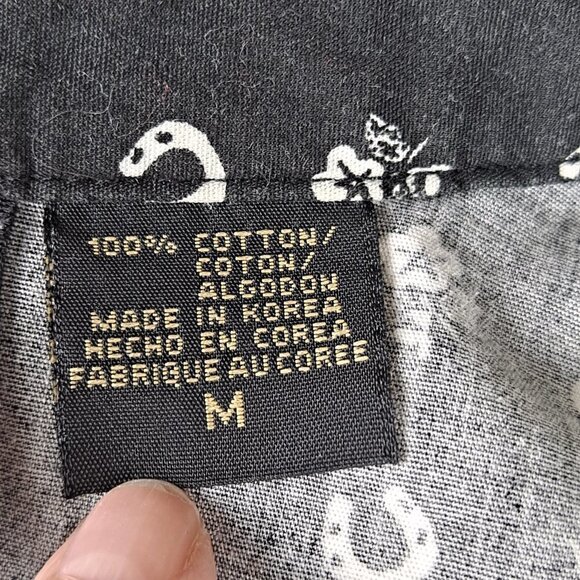 100% COTTON/
COTON/
ALGODON
MADE IN KOREA
HECHO EN COREA
FABRIQUE AU COREE
M